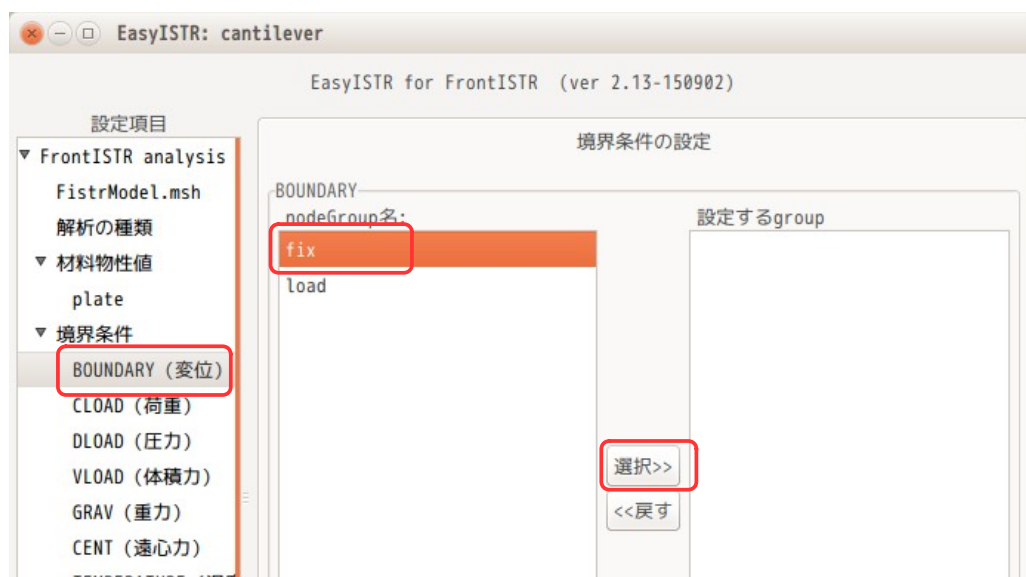 EasyISTR: cantilever
EasyISTR for FrontISTR (ver 2.13-150902)
設定項目
FrontISTR analysis
FistrModel.msh
解析の種類
材料物性値
plate
境界条件
BOUNDARY (変位)
CLOAD (荷重)
DLOAD (圧力)
VLOAD (体積力)
GRAV (重力)
CENT (遠心力)
境界条件の設定
BOUNDARY
nodeGroup名:
fix
load
選択>>
<<戻す
設定するgroup